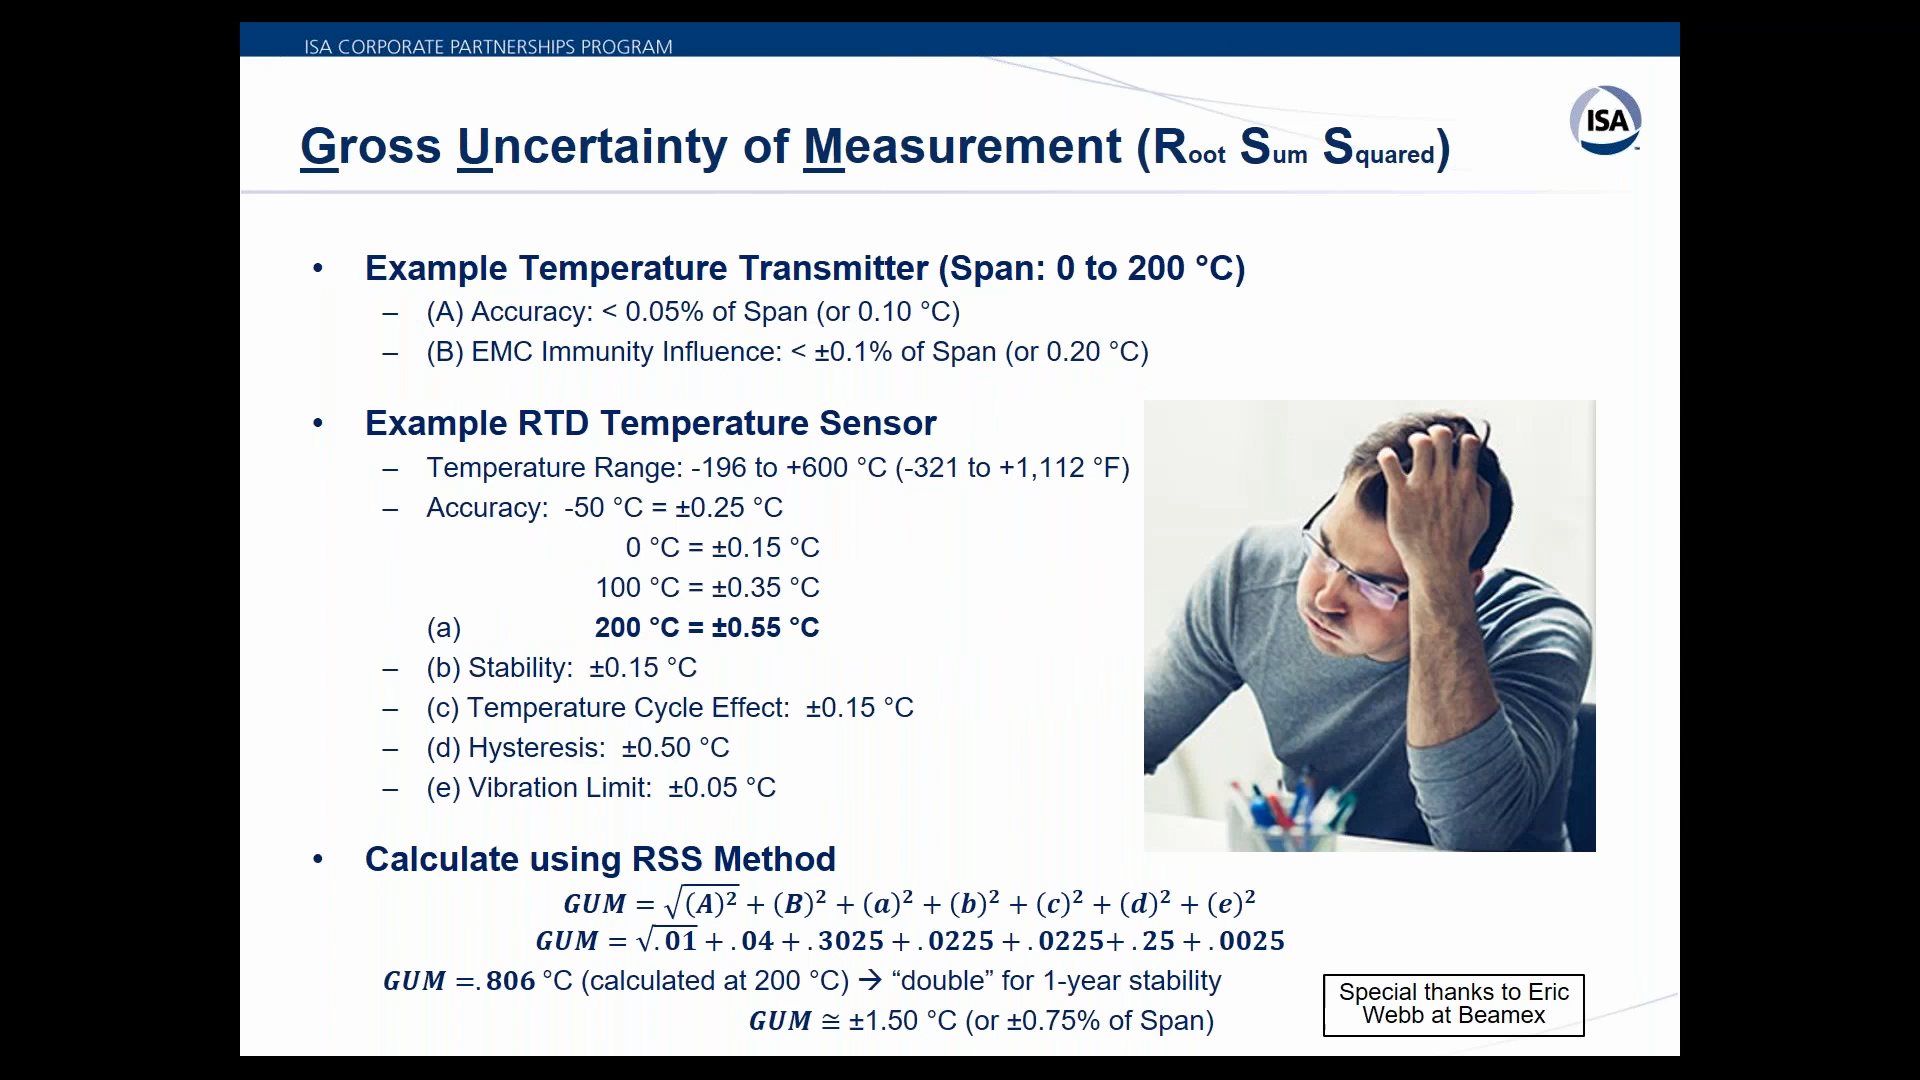 ISA CORPORATE PARTNERSHIPS PROGRAM
ISA
Gross Uncertainty of Measurement (Root Sum Squared)
• Example Temperature Transmitter (Span: 0 to 200 °C)
– (A) Accuracy: < 0.05% of Span (or 0.10 °C)
– (B) EMC Immunity Influence: < ±0.1% of Span (or 0.20 °C)
• Example RTD Temperature Sensor
– Temperature Range: -196 to +600 °C (-321 to +1,112 °F)
– Accuracy: -50 °C = ±0.25 °C
0 °C = ±0.15 °C
100 °C = ±0.35 °C
(a) 200 °C = ±0.55 °C
– (b) Stability: ±0.15 °C
– (c) Temperature Cycle Effect: ±0.15 °C
– (d) Hysteresis: ±0.50 °C
– (e) Vibration Limit: ±0.05 °C
• Calculate using RSS Method
GUM = √(A)² + (B)² + (a)² + (b)² + (c)² + (d)² + (e)²
GUM = √.01 + .04 + .3025 + .0225 + .0225+ .25 + .0025
GUM =.806 °C (calculated at 200 °C) → “double” for 1-year stability
GUM ≅ ±1.50 °C (or ±0.75% of Span)
Special thanks to Eric
Webb at Beamex